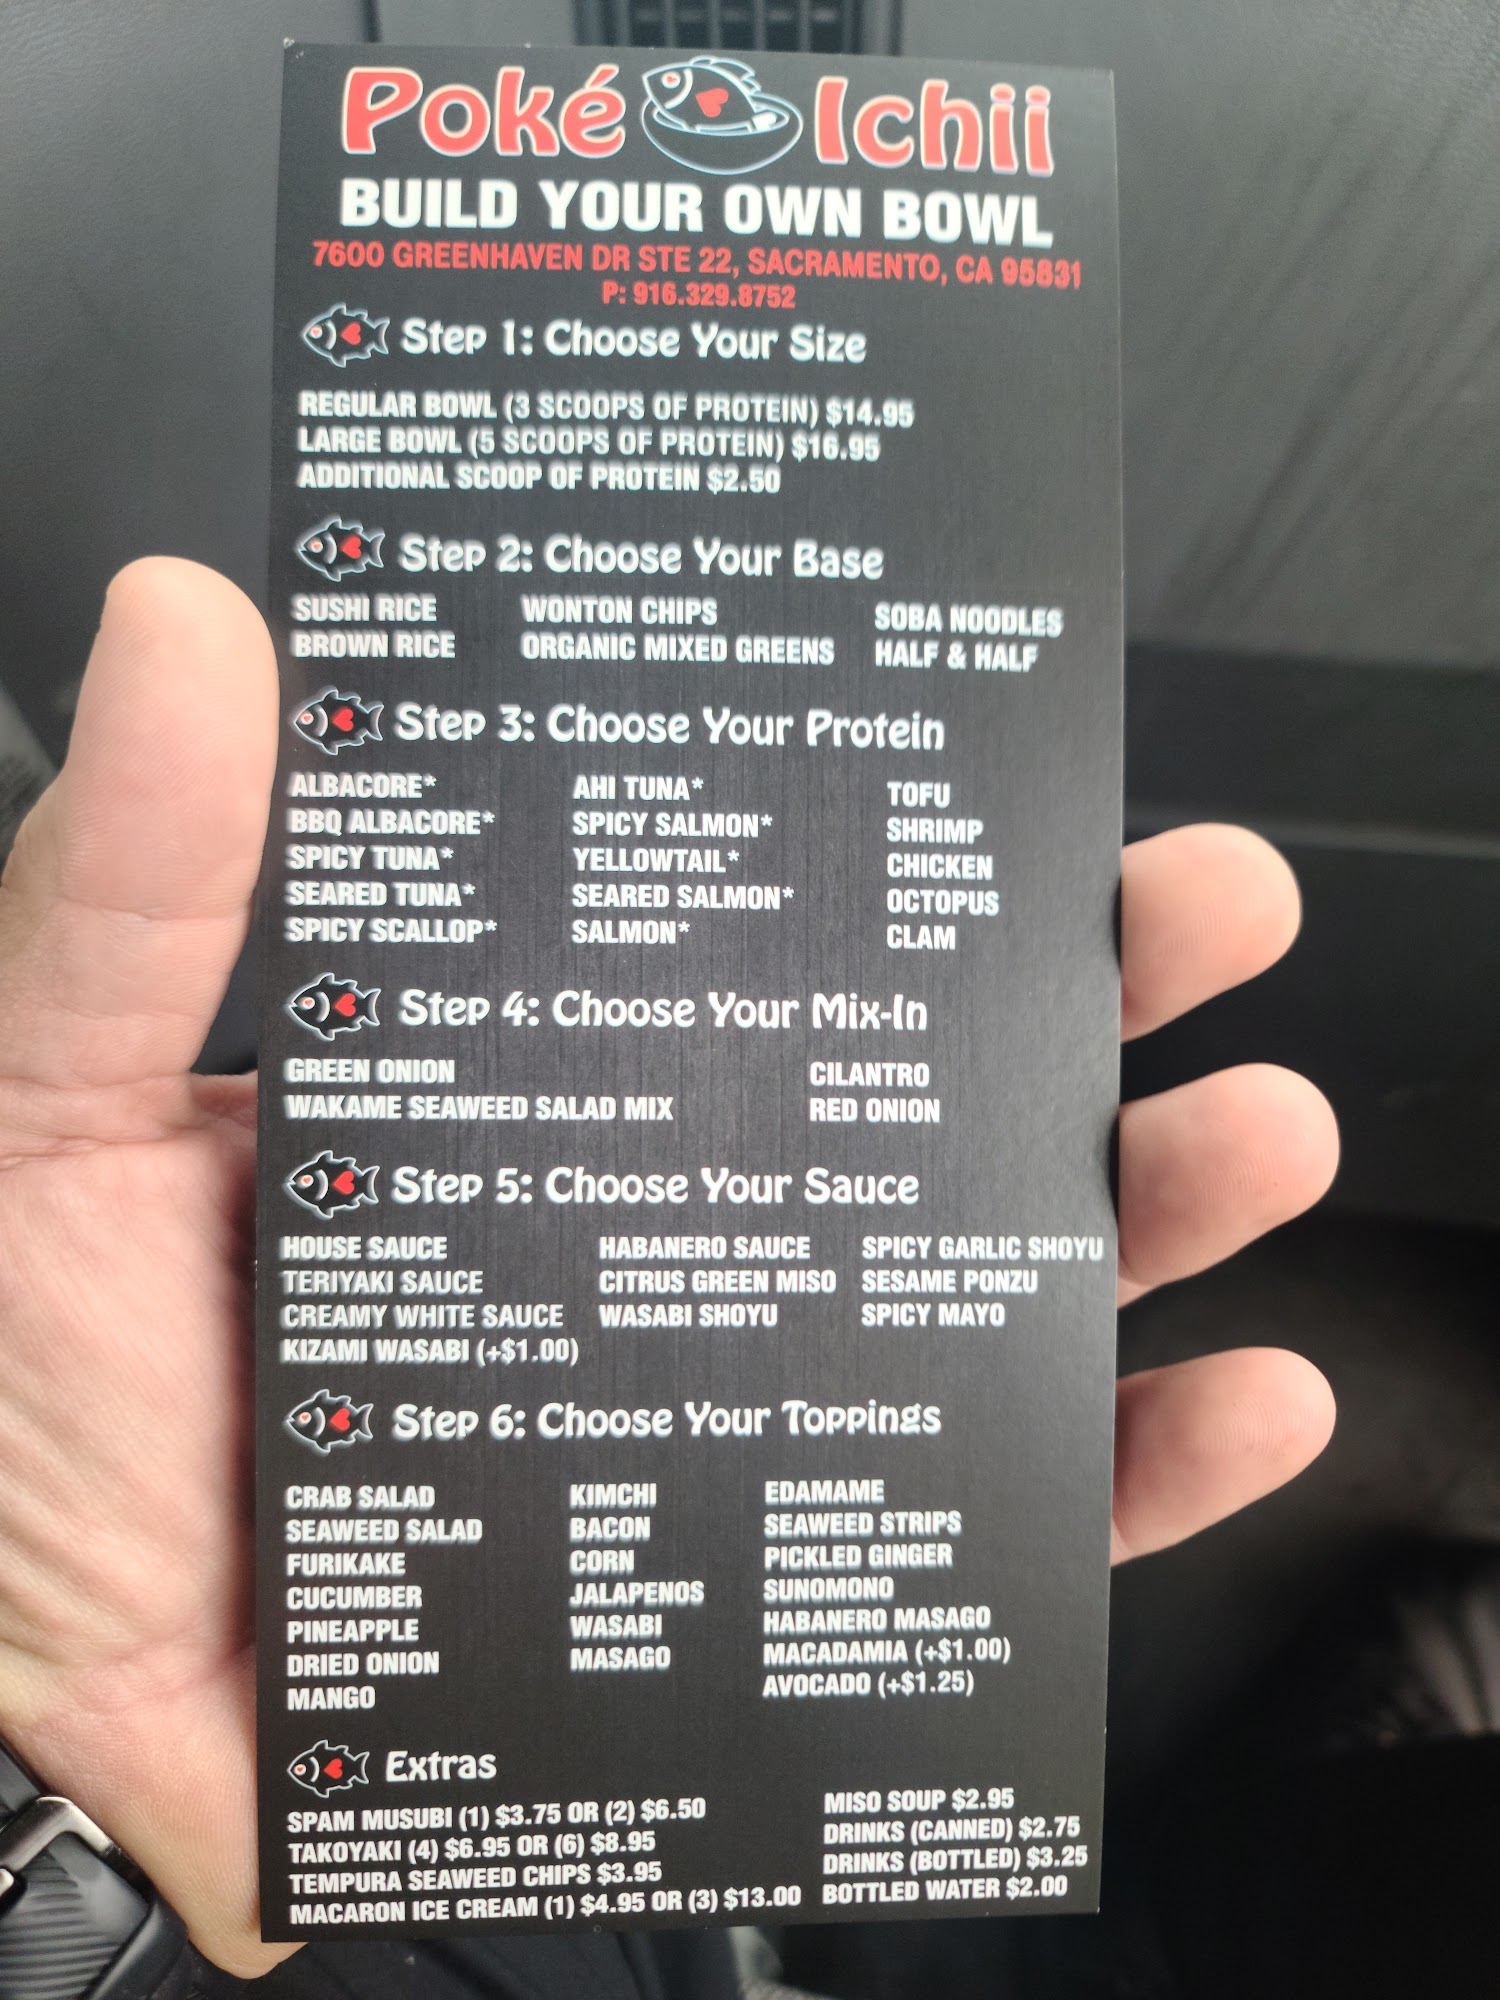 Poké Ichii
BUILD YOUR OWN BOWL
7600 GREENHAVEN DR STE 22, SACRAMENTO, CA 95831
P: 916.329.8752
Step 1: Choose Your Size
REGULAR BOWL (3 SCOOPS OF PROTEIN) $14.95
LARGE BOWL (5 SCOOPS OF PROTEIN) $16.95
ADDITIONAL SCOOP OF PROTEIN $2.50
Step 2: Choose Your Base
SUSHI RICE
BROWN RICE
WONTON CHIPS
ORGANIC MIXED GREENS
SOBA NOODLES
HALF & HALF
Step 3: Choose Your Protein
ALBACORE*
BBQ ALBACORE*
SPICY TUNA*
SEARED TUNA*
SPICY SCALLOP*
AHI TUNA*
SPICY SALMON*
YELLOWTAIL*
SEARED SALMON*
SALMON*
TOFU
SHRIMP
CHICKEN
OCTOPUS
CLAM
Step 4: Choose Your Mix-In
GREEN ONION
WAKAME SEAWEED SALAD MIX
CILANTRO
RED ONION
Step 5: Choose Your Sauce
HOUSE SAUCE
TERIYAKI SAUCE
CREAMY WHITE SAUCE
KIZAMI WASABI (+$1.00)
HABANERO SAUCE
CITRUS GREEN MISO
WASABI SHOYU
SPICY GARLIC SHOYU
SESAME PONZU
SPICY MAYO
Step 6: Choose Your Toppings
CRAB SALAD
SEAWEED SALAD
FURIKAKE
CUCUMBER
PINEAPPLE
DRIED ONION
MANGO
KIMCHI
BACON
CORN
JALAPENOS
WASABI
MASAGO
EDAMAME
SEAWEED STRIPS
PICKLED GINGER
SUNOMONO
HABANERO MASAGO
MACADAMIA (+$1.00)
AVOCADO (+$1.25)
Extras
SPAM MUSUBI (1) $3.75 OR (2) $6.50
TAKOYAKI (4) $6.95 OR (6) $8.95
TEMPURA SEAWEED CHIPS $3.95
MACARON ICE CREAM (1) $4.95 OR (3) $13.00
MISO SOUP $2.95
DRINKS (CANNED) $2.75
DRINKS (BOTTLED) $3.25
BOTTLED WATER $2.00